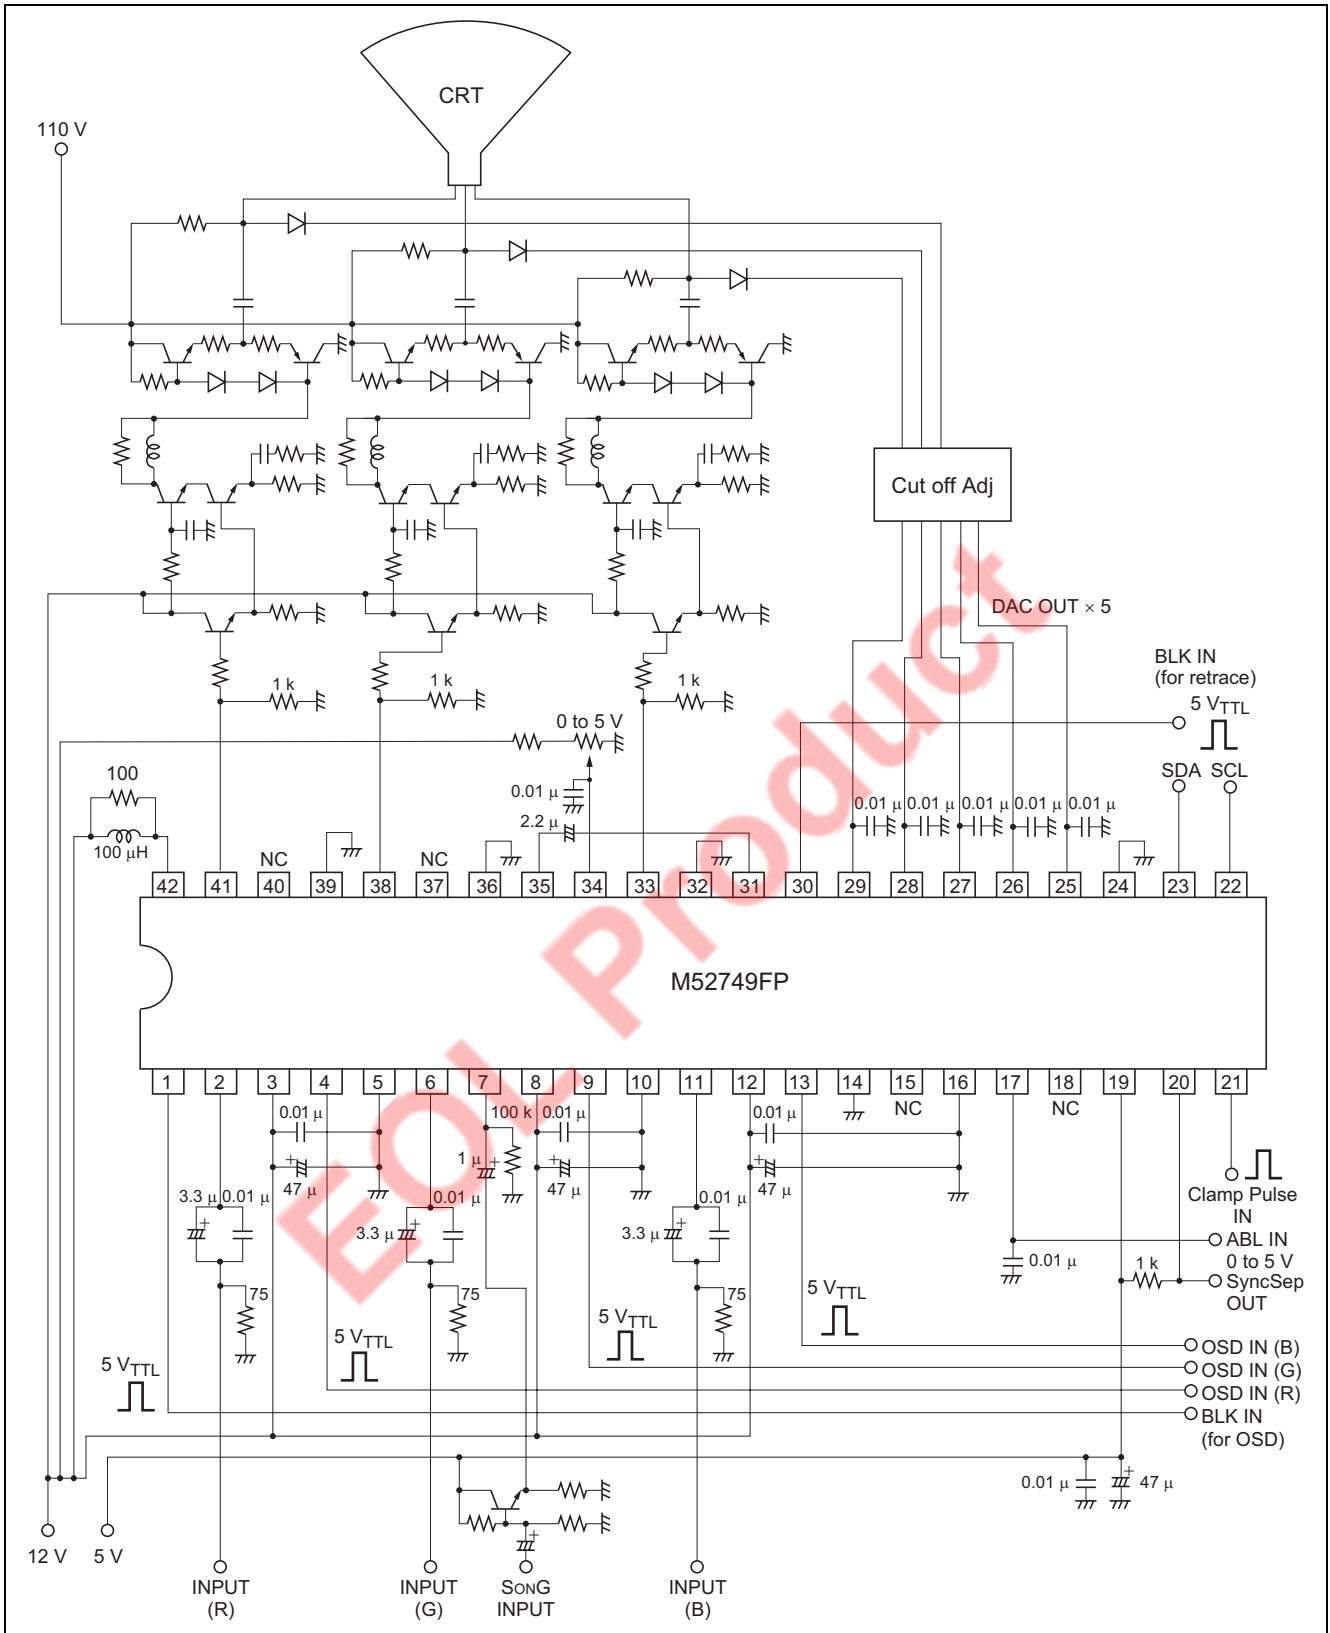 CRT
110 V
Cut off Adj
DAC OUT × 5
BLK IN
(for retrace)
5 VTTL
1 k
1 k
1 k
0 to 5 V
SDA SCL
100
0.01 μ
0.01 μ 0.01 μ 0.01 μ 0.01 μ 0.01 μ
2.2 μ
100 μH
NC
NC
42 41 40 39 38 37 36 35 34 33 32 31 30 29 28 27 26 25 24 23 22
M52749FP
EOL Product
1 2 3 4 5 6 7 8 9 10 11 12 13 14 15 16 17 18 19 20 21
NC
NC
0.01 μ
100 k
0.01 μ
0.01 μ
+
47 μ
1 μ
+
+
47 μ
+
47 μ
3.3 μ
+
0.01 μ
3.3 μ
+
0.01 μ
3.3 μ
+
0.01 μ
Clamp Pulse
IN
ABL IN
0 to 5 V
0.01 μ
1 k
SyncSep
OUT
75
75
75
5 VTTL
5 VTTL
5 VTTL
5 VTTL
OSD IN (B)
OSD IN (G)
OSD IN (R)
BLK IN
(for OSD)
0.01 μ
+
47 μ
+
12 V
5 V
INPUT
(R)
INPUT
(G)
SONG
INPUT
INPUT
(B)